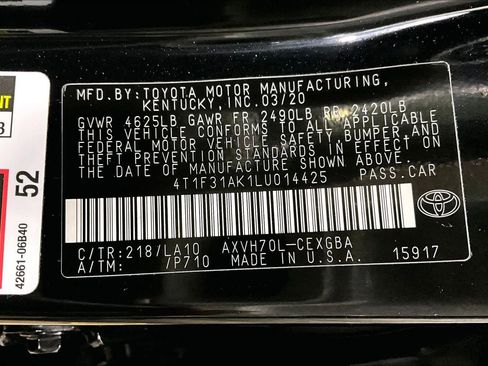 MFD.BY:TOYOTA MOTOR MANUFACTURING,
KENTUCKY, INC. 03/20
GVWR 4625LB GAWR FR 2490LB RR 2420LB
THIS VEHICLE CONFORMS TO ALL APPLICABLE
FEDERAL MOTOR VEHICLE SAFETY, BUMPER, AND
THEFT PREVENTION STANDARDS IN EFFECT ON
THE DATE OF MANUFACTURE SHOWN ABOVE.
4T1F31AK1LU014425 PASS.CAR
C/TR:218/LA10 AXVH70L-CEXGBA
A/TM: /P710 MADE IN U.S.A. 15917
52
42661-06B40